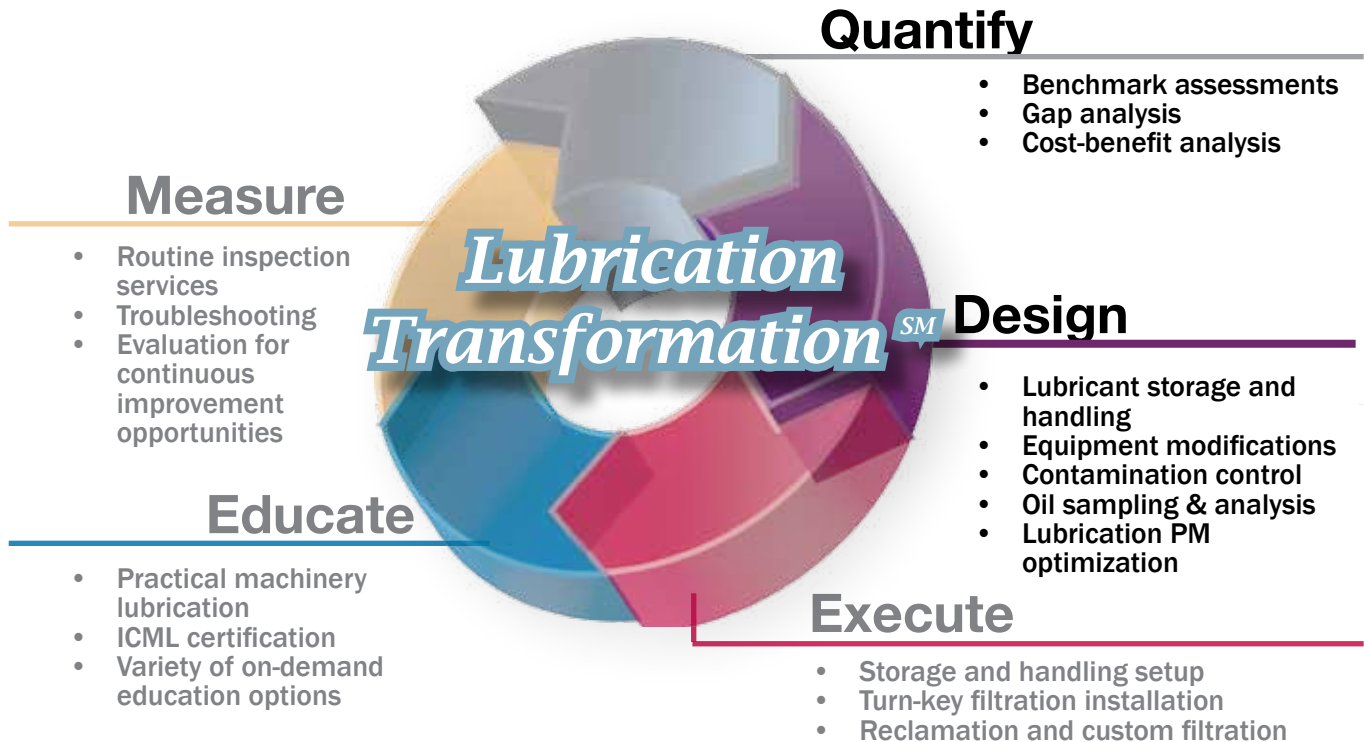 Quantify
• Benchmark assessments
• Gap analysis
• Cost-benefit analysis
Measure
• Routine inspection
services
• Troubleshooting
• Evaluation for
continuous
improvement
opportunities
Lubrication
Transformation SM
Design
• Lubricant storage and
handling
• Equipment modifications
• Contamination control
• Oil sampling & analysis
• Lubrication PM
optimization
Educate
• Practical machinery
lubrication
• ICML certification
• Variety of on-demand
education options
Execute
• Storage and handling setup
• Turn-key filtration installation
• Reclamation and custom filtration